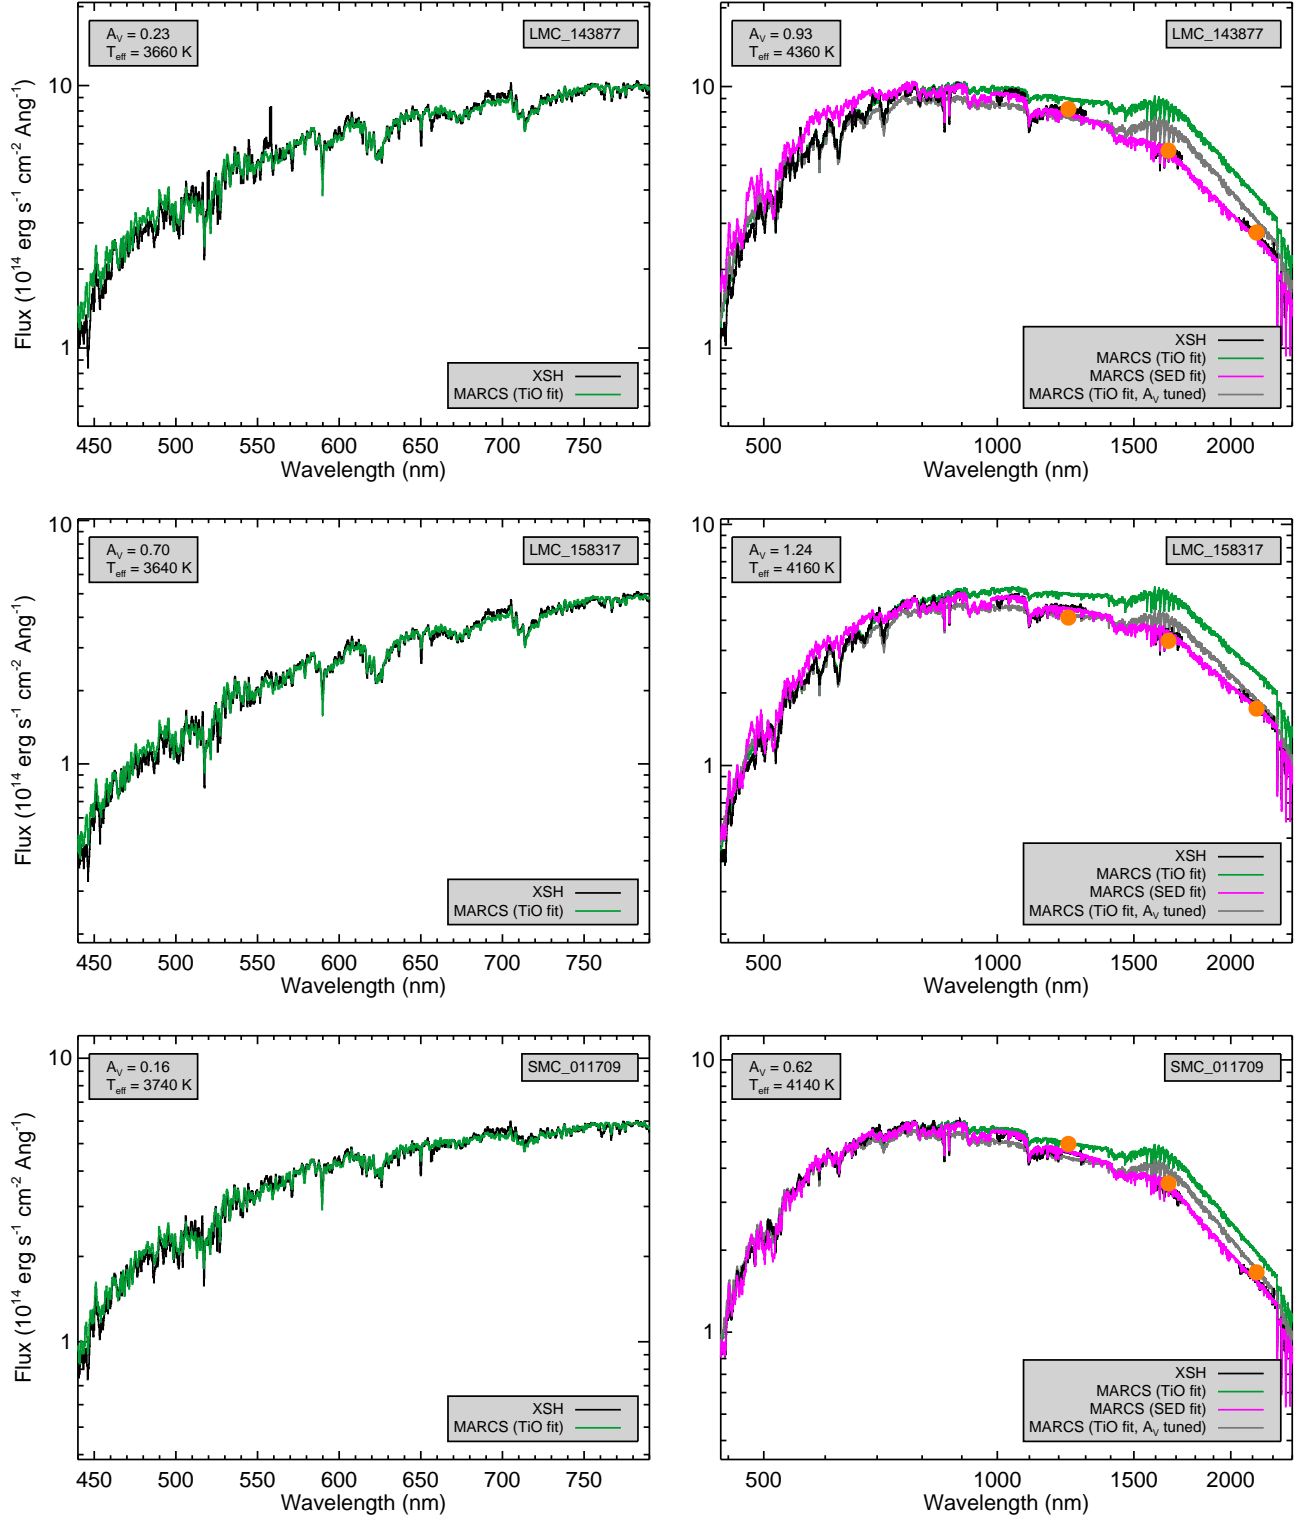 A_V = 0.23
T_eff = 3660 K
LMC_143877
10
1
Flux (10^14 erg s^-1 cm^-2 Ang^-1)
XSH
MARCS (TiO fit)
450 500 550 600 650 700 750
Wavelength (nm)
A_V = 0.93
T_eff = 4360 K
LMC_143877
10
1
XSH
MARCS (TiO fit)
MARCS (SED fit)
MARCS (TiO fit, A_V tuned)
500 1000 1500 2000
Wavelength (nm)
A_V = 0.70
T_eff = 3640 K
LMC_158317
10
1
Flux (10^14 erg s^-1 cm^-2 Ang^-1)
XSH
MARCS (TiO fit)
450 500 550 600 650 700 750
Wavelength (nm)
A_V = 1.24
T_eff = 4160 K
LMC_158317
10
1
XSH
MARCS (TiO fit)
MARCS (SED fit)
MARCS (TiO fit, A_V tuned)
500 1000 1500 2000
Wavelength (nm)
A_V = 0.16
T_eff = 3740 K
SMC_011709
10
1
Flux (10^14 erg s^-1 cm^-2 Ang^-1)
XSH
MARCS (TiO fit)
450 500 550 600 650 700 750
Wavelength (nm)
A_V = 0.62
T_eff = 4140 K
SMC_011709
10
1
XSH
MARCS (TiO fit)
MARCS (SED fit)
MARCS (TiO fit, A_V tuned)
500 1000 1500 2000
Wavelength (nm)